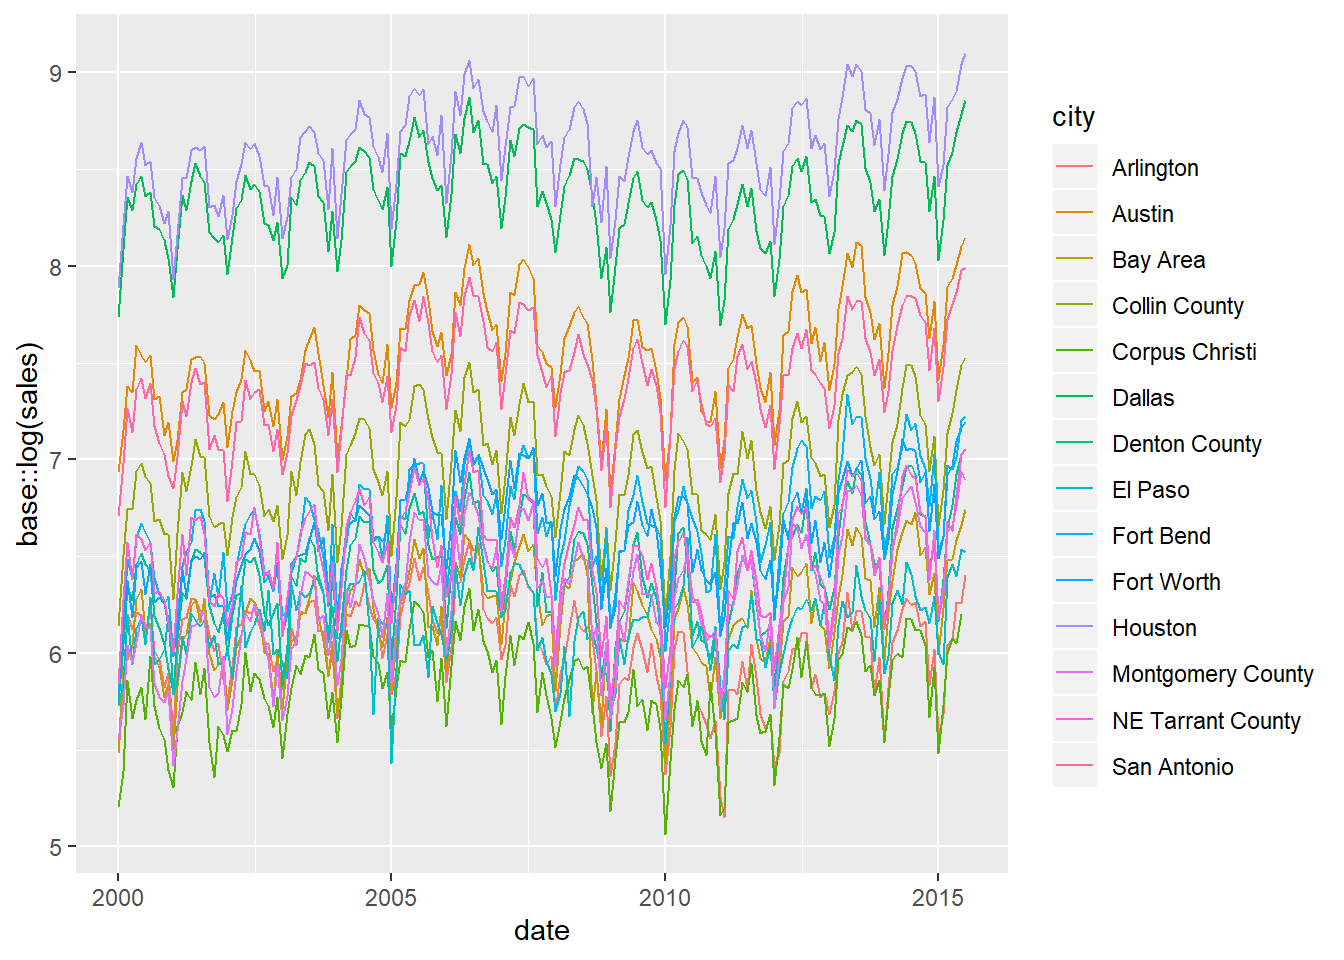 9
8
7
6
5
base::log(sales)
2000
2005
2010
2015
date
city
Arlington
Austin
Bay Area
Collin County
Corpus Christi
Dallas
Denton County
El Paso
Fort Bend
Fort Worth
Houston
Montgomery County
NE Tarrant County
San Antonio